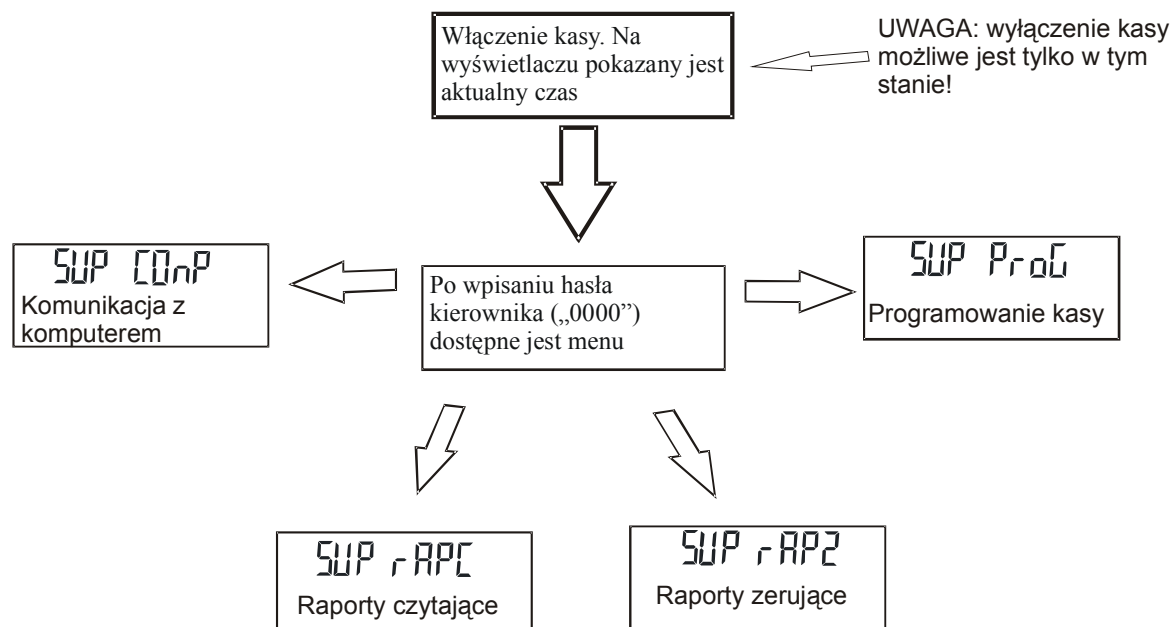 Włączenie kasy. Na
wyświetlaczu pokazany jest
aktualny czas
UWAGA: wyłączenie kasy
możliwe jest tylko w tym
stanie!
SUP COnP
Komunikacja z
komputerem
Po wpisaniu hasła
kierownika („0000”)
dostępne jest menu
SUP ProG
Programowanie kasy
SUP rAPC
Raporty czytające
SUP rAP2
Raporty zerujące